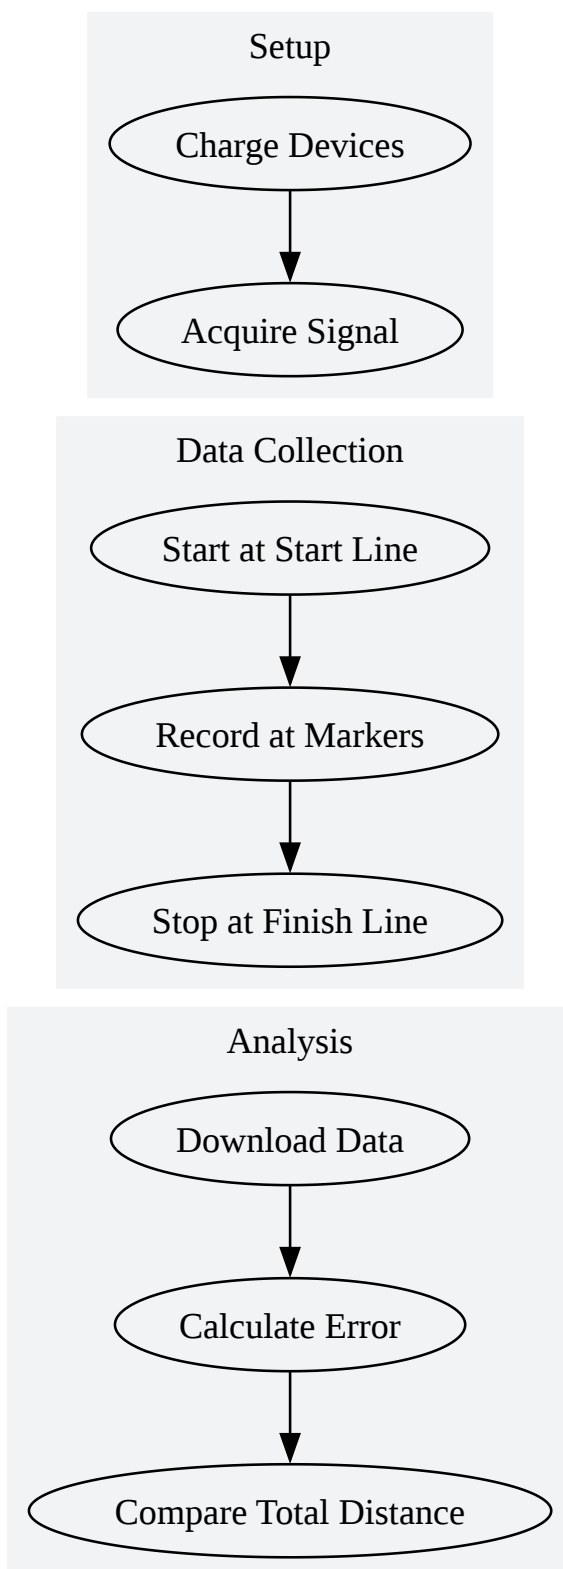 Setup
Charge Devices
Acquire Signal
Data Collection
Start at Start Line
Record at Markers
Stop at Finish Line
Analysis
Download Data
Calculate Error
Compare Total Distance